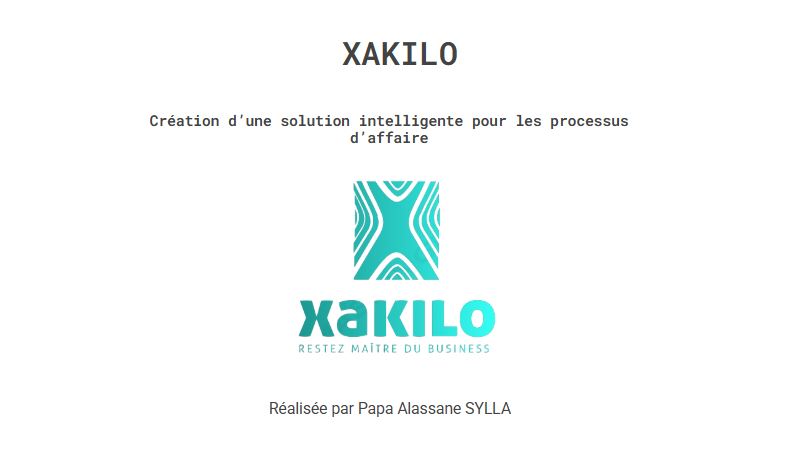 XAKILO
Création d’une solution intelligente pour les processus
d’affaire
xaKILO
RESTEZ MAÎTRE DU BUSINESS
Réalisée par Papa Alassane SYLLA